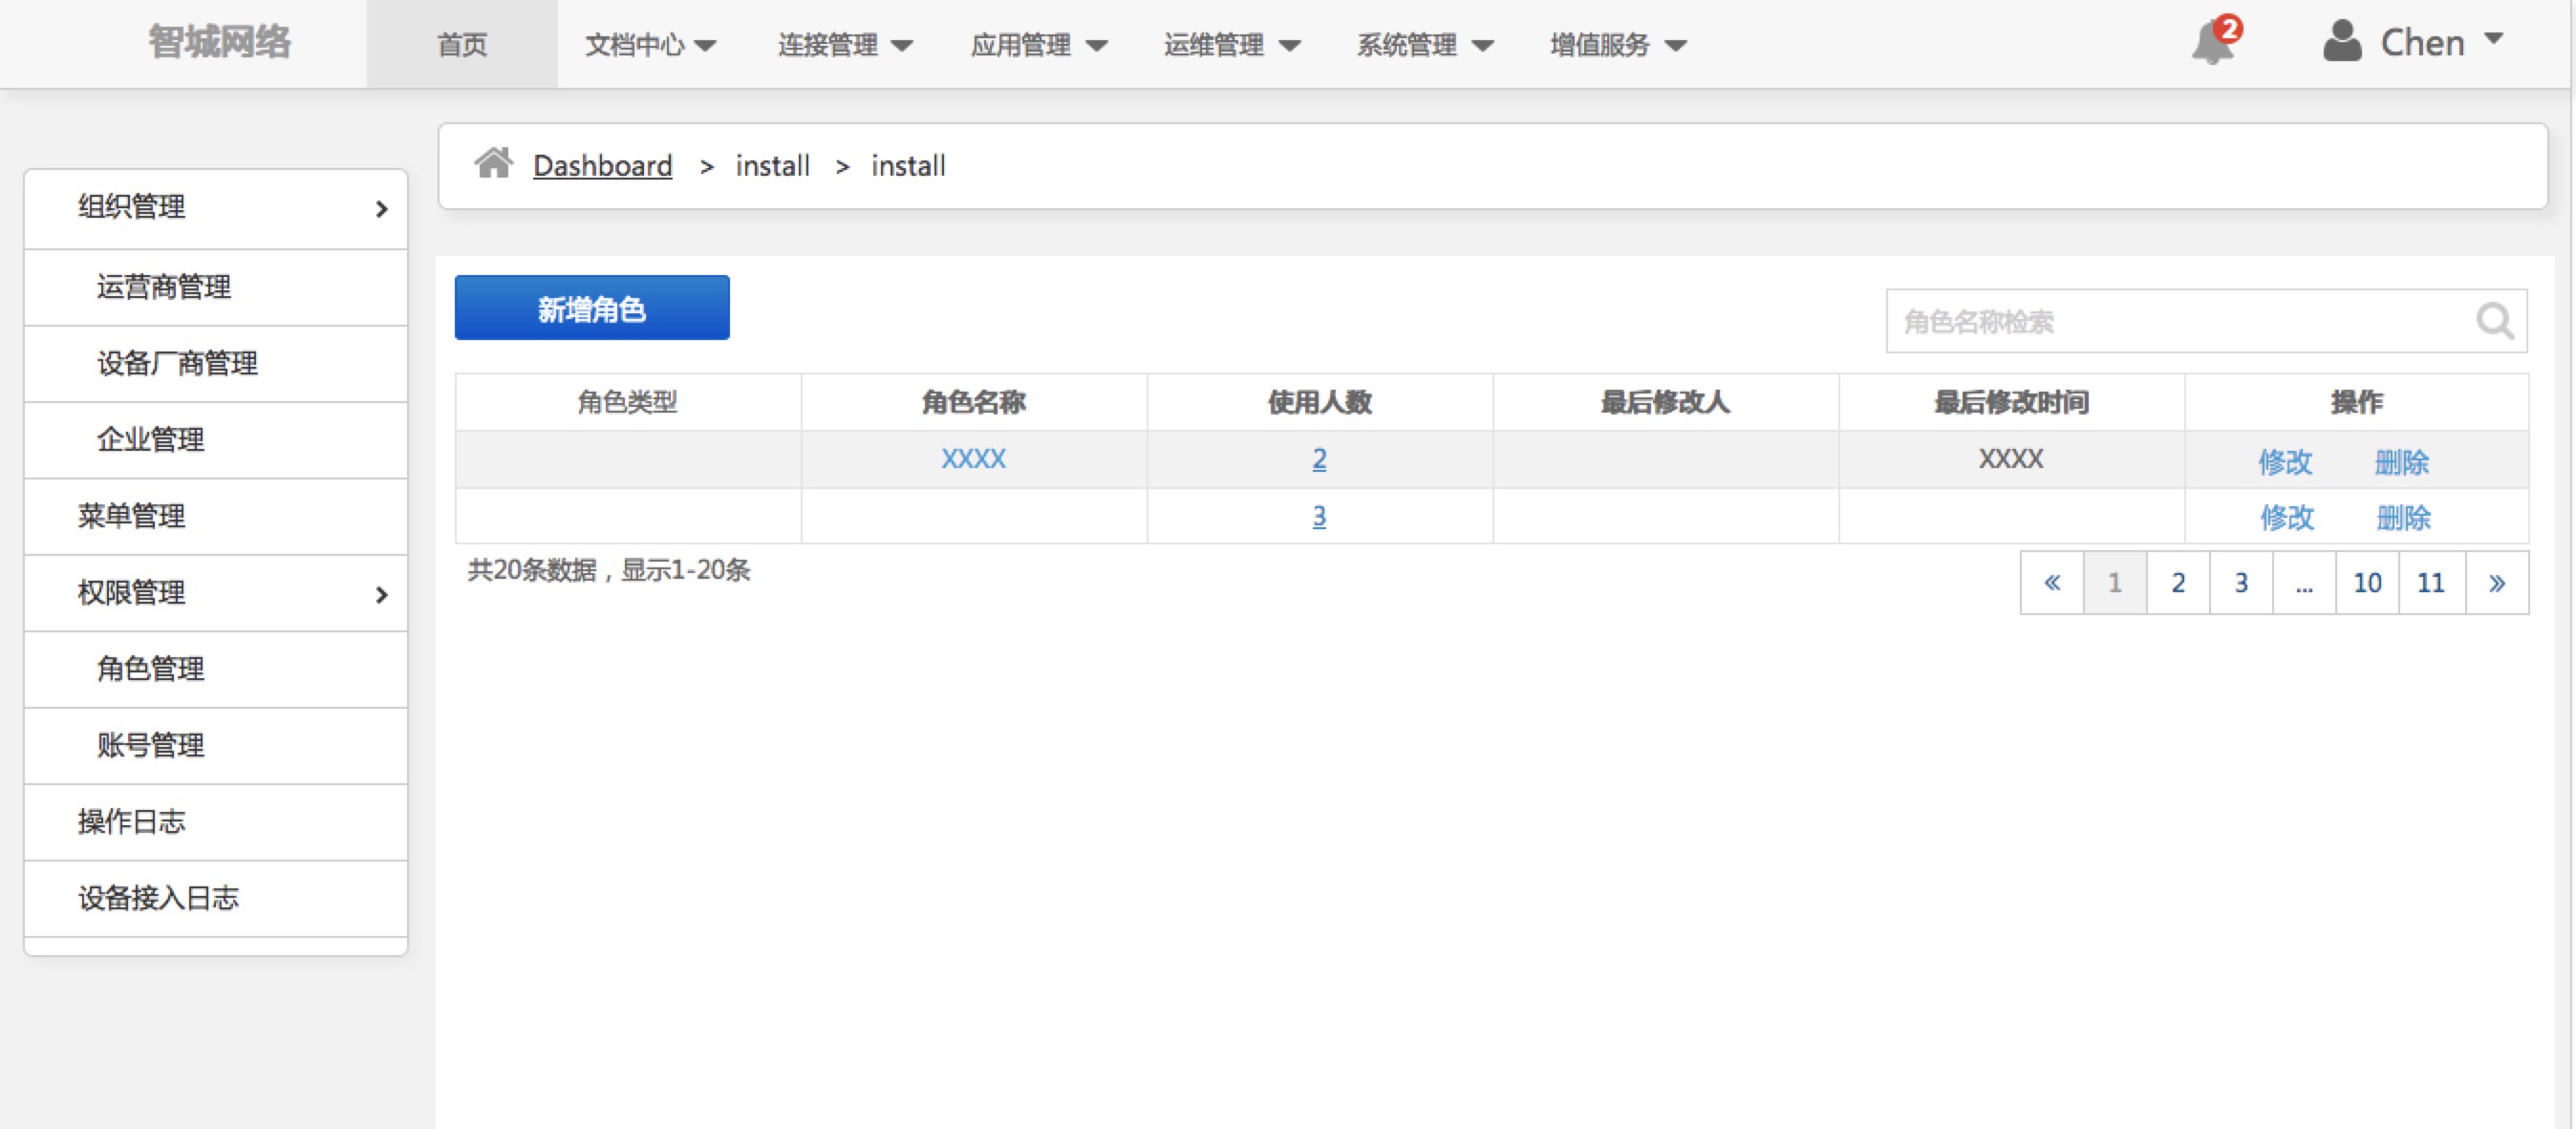 智城网络 首页 文档中心 连接管理 应用管理 运维管理 系统管理 增值服务 2 Chen
Dashboard > install > install
组织管理
运营商管理
设备厂商管理
企业管理
菜单管理
权限管理
角色管理
账号管理
操作日志
设备接入日志
新增角色
角色名称检索
角色类型 角色名称 使用人数 最后修改人 最后修改时间 操作
XXXX 2 XXXX 修改 删除
3 修改 删除
共20条数据，显示1-20条
« 1 2 3 ... 10 11 »